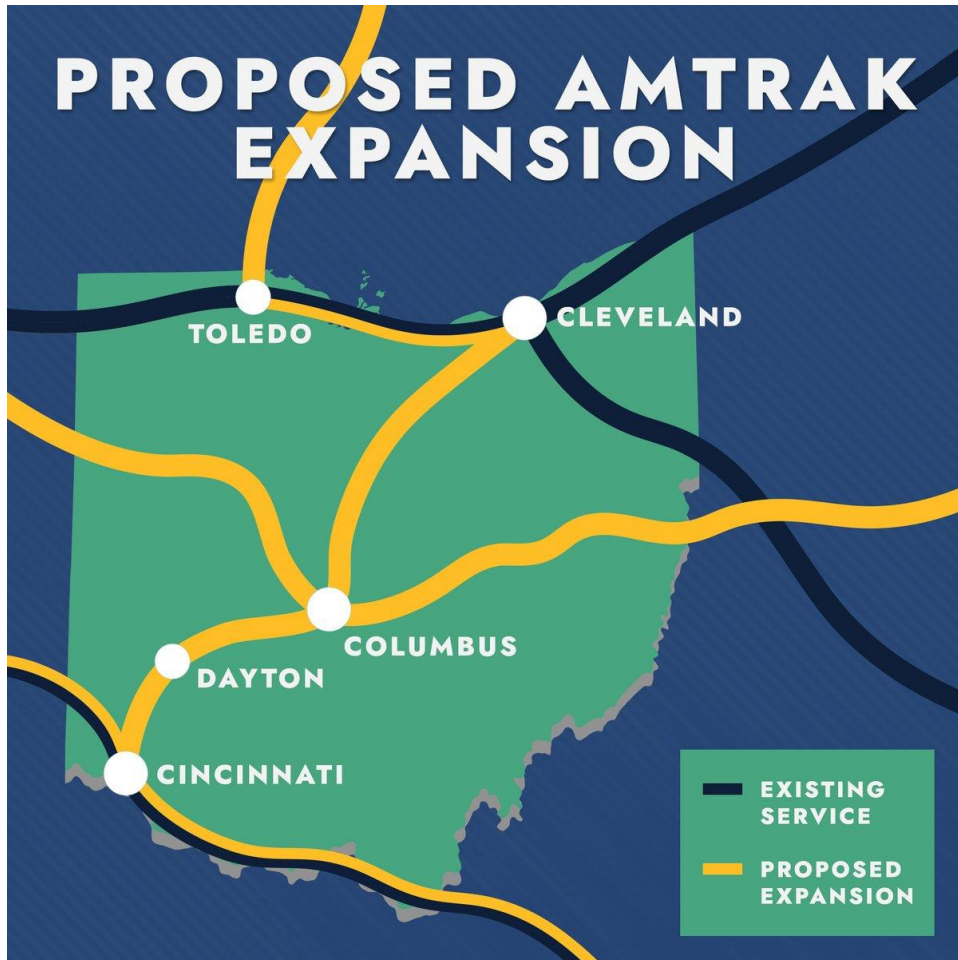 PROPOSED AMTRAK
EXPANSION
TOLEDO
CLEVELAND
COLUMBUS
DAYTON
CINCINNATI
EXISTING
SERVICE
PROPOSED
EXPANSION